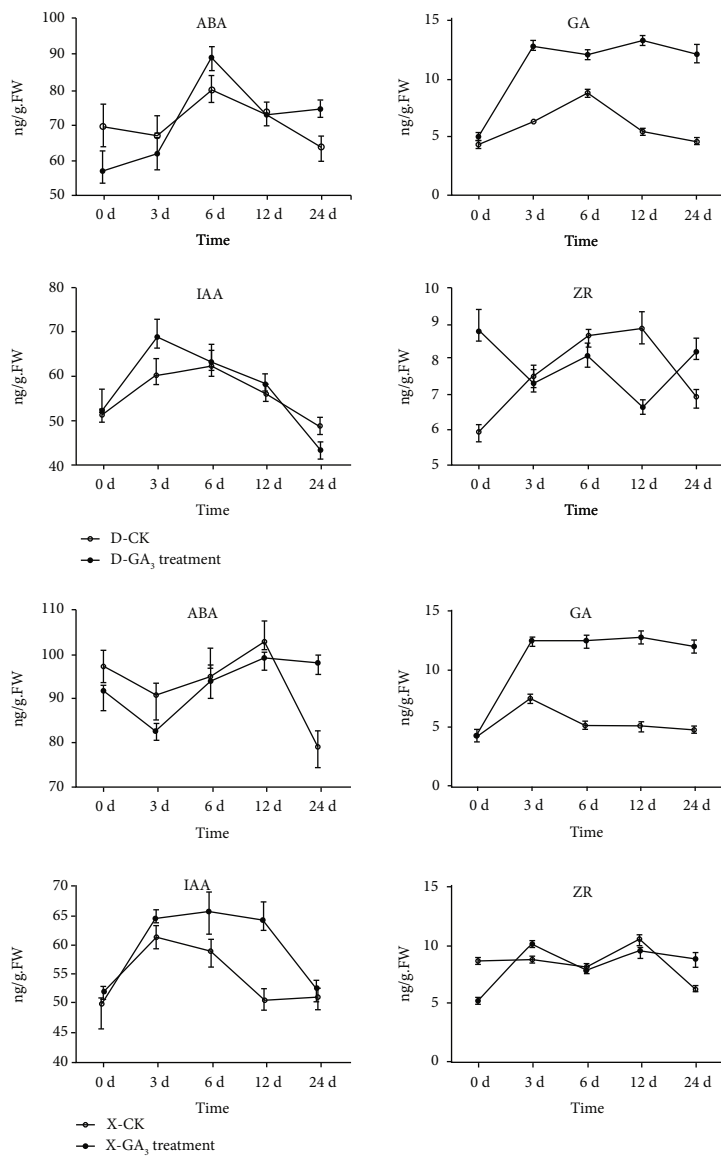 ABA
ng/g.FW
100
90
80
70
60
50
0 d 3 d 6 d 12 d 24 d
Time
GA
ng/g.FW
15
10
5
0
0 d 3 d 6 d 12 d 24 d
Time
IAA
ng/g.FW
80
70
60
50
40
0 d 3 d 6 d 12 d 24 d
Time
ZR
ng/g.FW
10
9
8
7
6
5
0 d 3 d 6 d 12 d 24 d
Time
D-CK
D-GA₃ treatment
ABA
ng/g.FW
110
100
90
80
70
0 d 3 d 6 d 12 d 24 d
Time
GA
ng/g.FW
15
10
5
0
0 d 3 d 6 d 12 d 24 d
Time
IAA
ng/g.FW
70
65
60
55
50
45
40
0 d 3 d 6 d 12 d 24 d
Time
ZR
ng/g.FW
15
10
5
0
0 d 3 d 6 d 12 d 24 d
Time
X-CK
X-GA₃ treatment